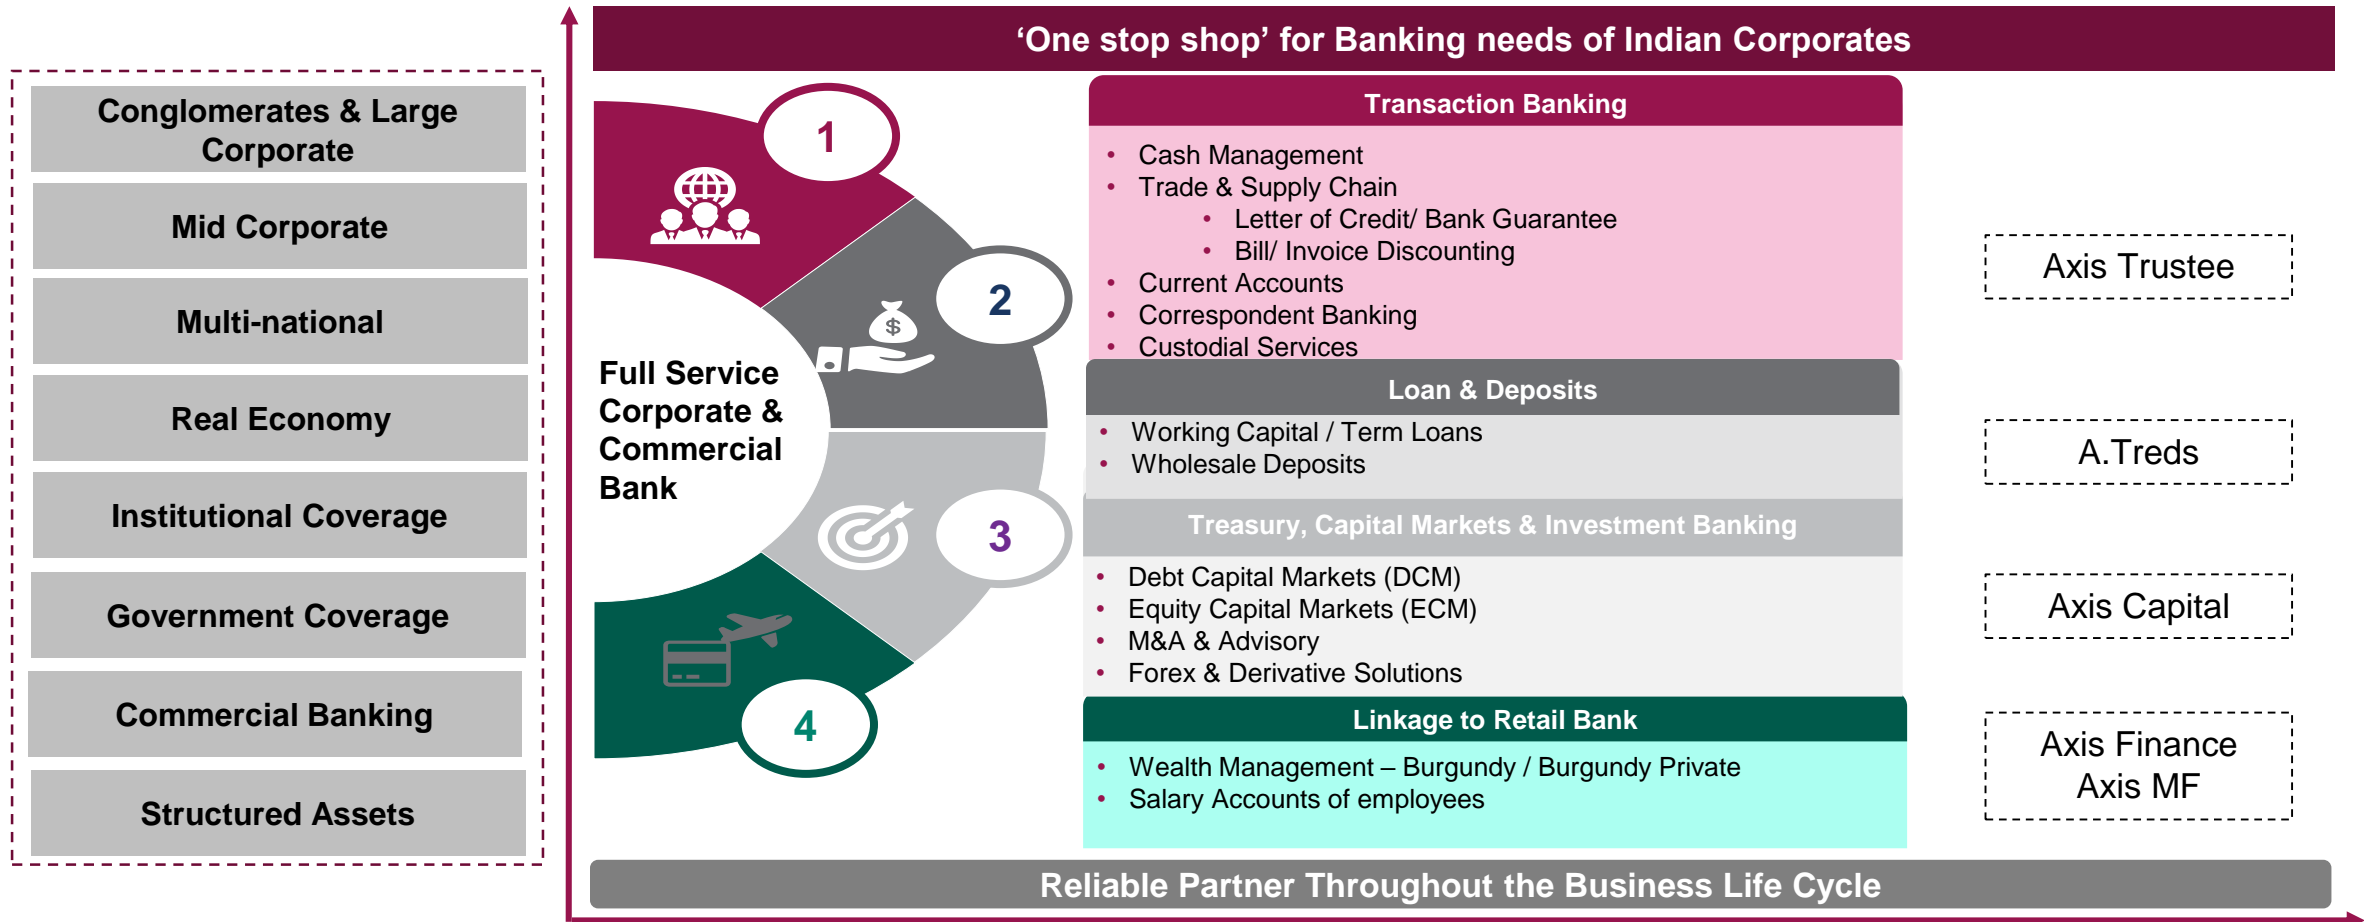 ‘One stop shop’ for Banking needs of Indian Corporates
Conglomerates & Large
Corporate
Mid Corporate
Multi-national
Real Economy
Institutional Coverage
Government Coverage
Commercial Banking
Structured Assets
Full Service
Corporate &
Commercial
Bank
1
2
$
3
4
Transaction Banking
• Cash Management
• Trade & Supply Chain
• Letter of Credit/ Bank Guarantee
• Bill/ Invoice Discounting
• Current Accounts
• Correspondent Banking
• Custodial Services
Loan & Deposits
• Working Capital / Term Loans
• Wholesale Deposits
Treasury, Capital Markets & Investment Banking
• Debt Capital Markets (DCM)
• Equity Capital Markets (ECM)
• M&A & Advisory
• Forex & Derivative Solutions
Linkage to Retail Bank
• Wealth Management – Burgundy / Burgundy Private
• Salary Accounts of employees
Axis Trustee
A.Treds
Axis Capital
Axis Finance
Axis MF
Reliable Partner Throughout the Business Life Cycle